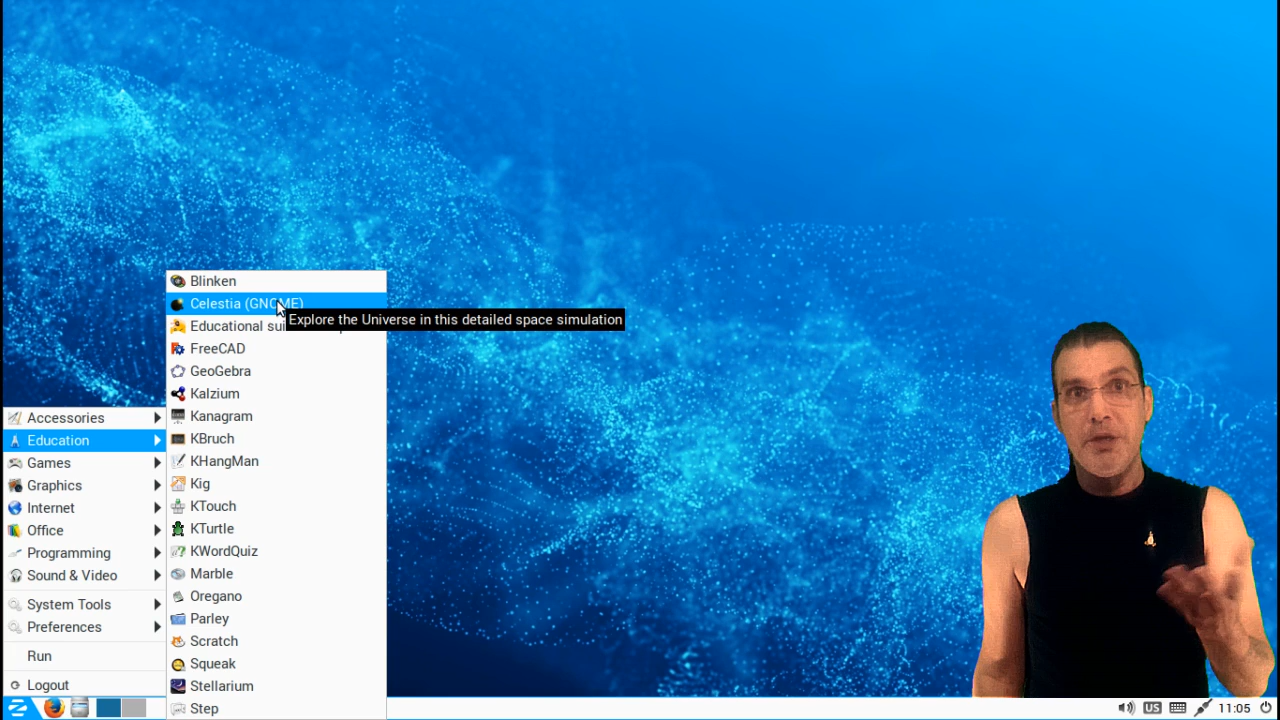 Blinken
Celestia (GNOME)
Explore the Universe in this detailed space simulation
Educational sui
FreeCAD
GeoGebra
Kalzium
Kanagram
KBruch
KHangMan
Kig
KTouch
KTurtle
KWordQuiz
Marble
Oregano
Parley
Scratch
Squeak
Stellarium
Step
Accessories
Education
Games
Graphics
Internet
Office
Programming
Sound & Video
System Tools
Preferences
Run
Logout
US
11:05